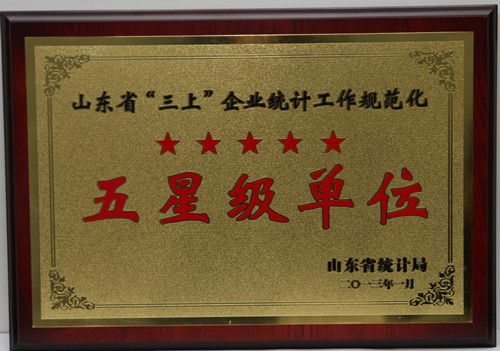 山东省“三上”企业统计工作规范化
★★★★★
五星级单位
山东省统计局
二〇一三年一月